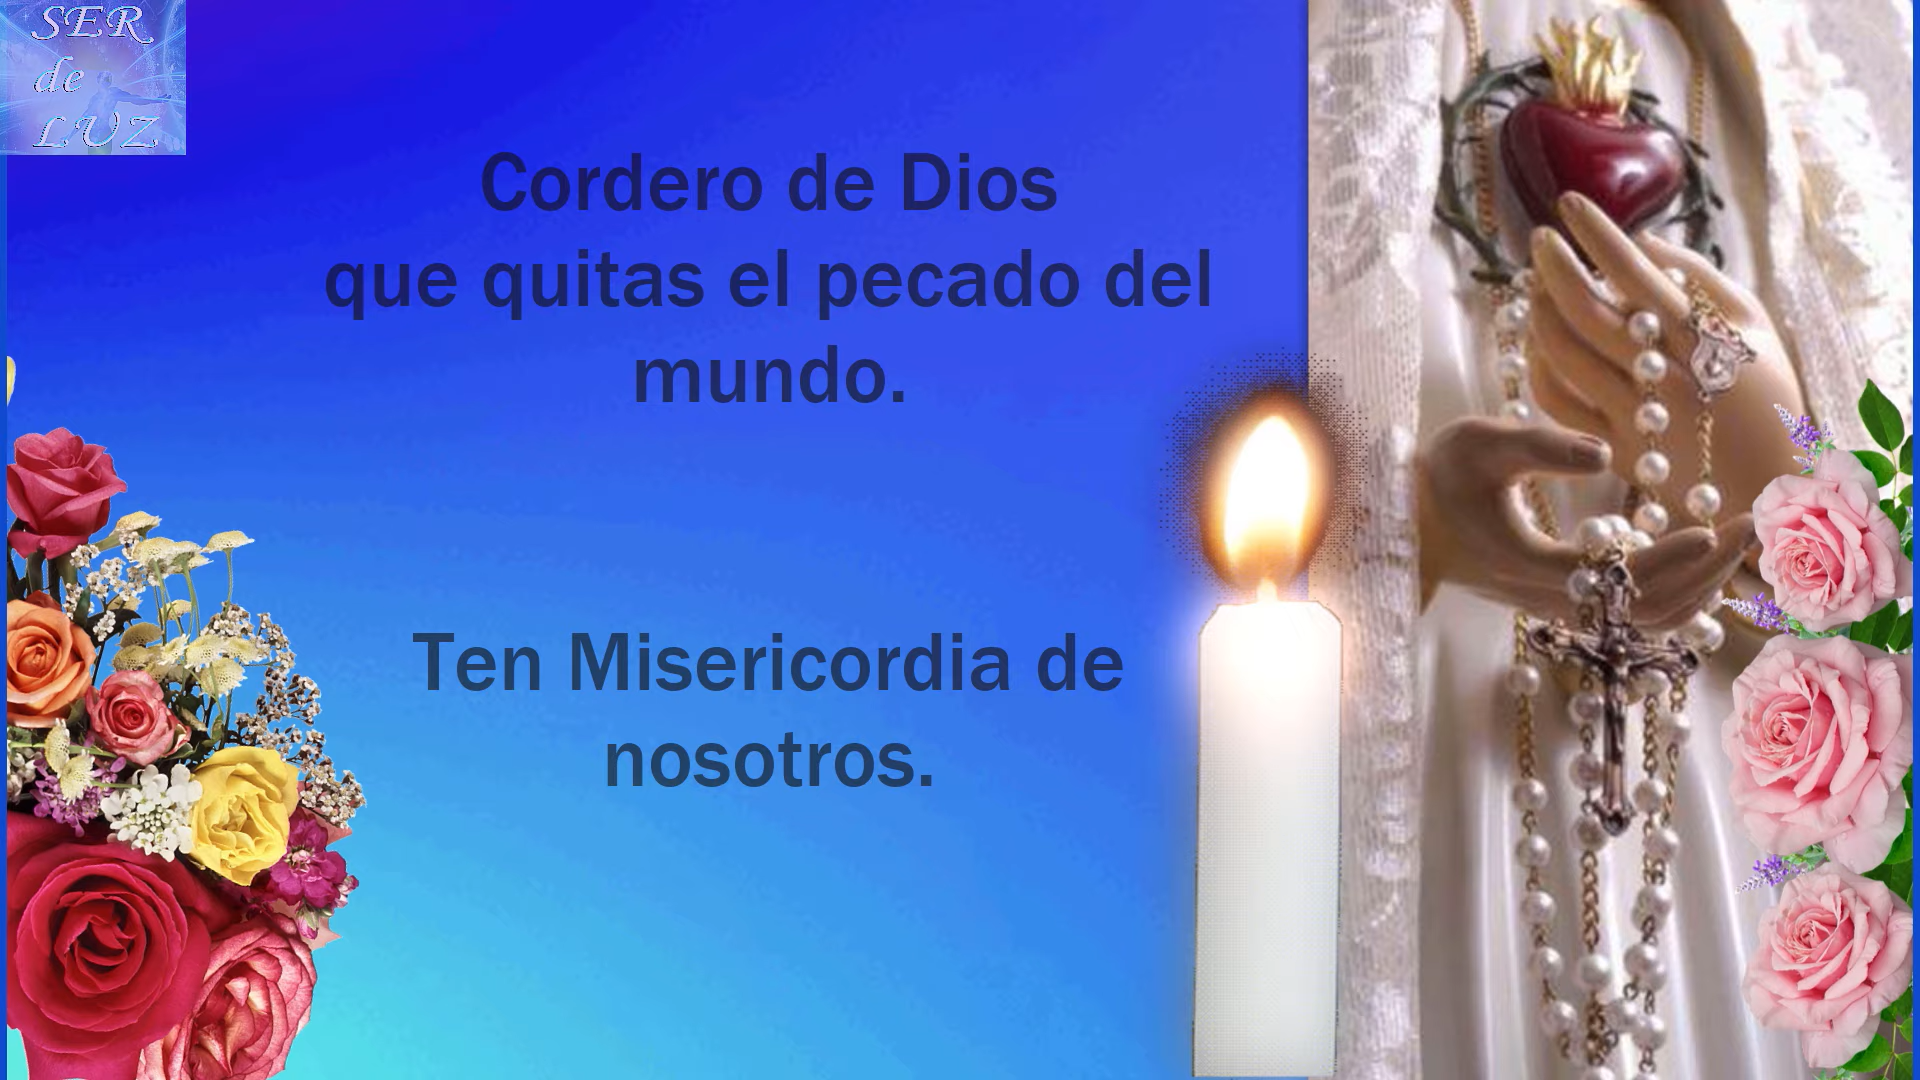 SER
de
LUZ
Cordero de Dios
que quitas el pecado del
mundo.
Ten Misericordia de
nosotros.